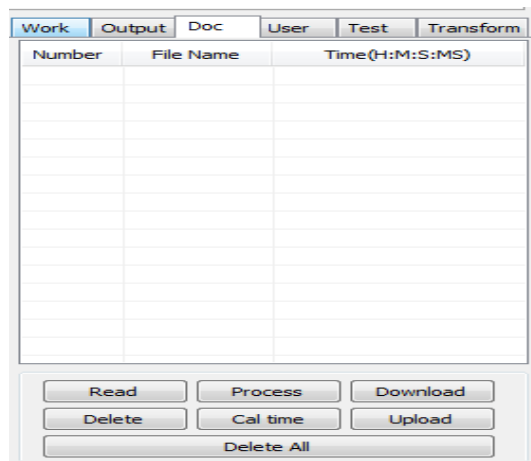 Work Output Doc User Test Transform
Number File Name Time(H:M:S:MS)
Read Process Download
Delete Cal time Upload
Delete All